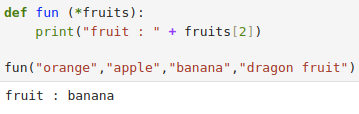 def fun (*fruits):
    print("fruit : " + fruits[2])
fun("orange","apple","banana","dragon fruit")
fruit : banana